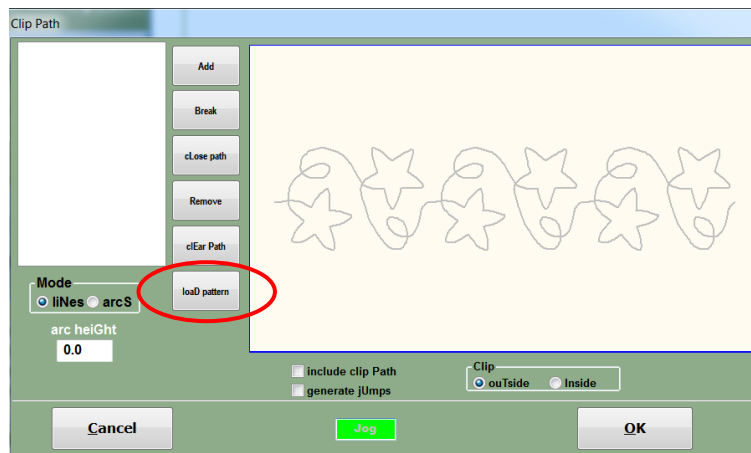 Clip Path
Add
Break
cLose path
Remove
clEar Path
loaD pattern
Mode
liNes arcS
arc heiGht
0.0
include clip Path
generate jUmps
Clip
ouTside Inside
Cancel
Jog
OK